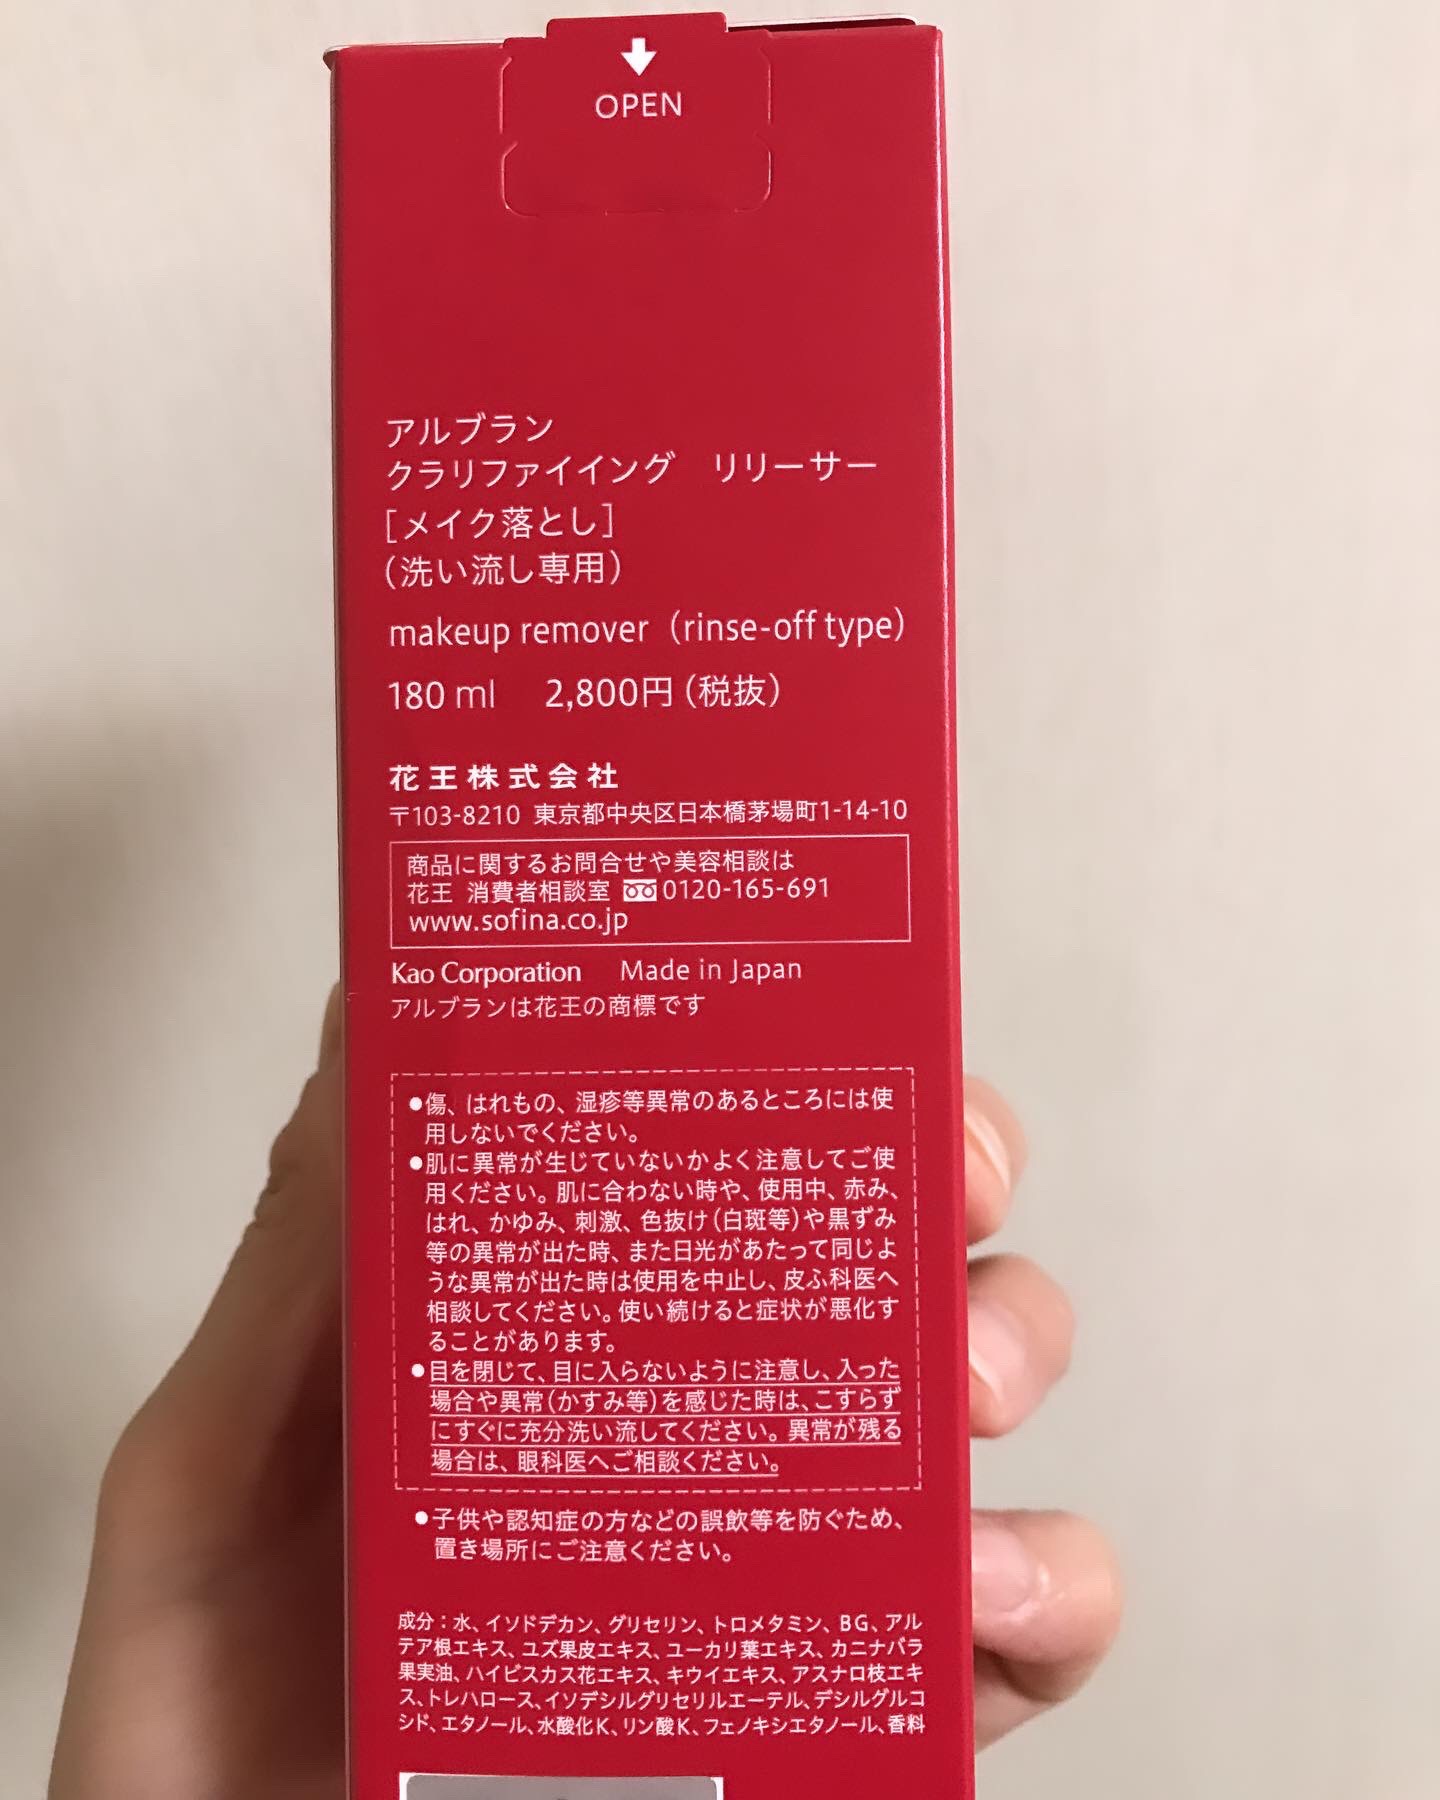 OPEN
アルブラン
クラリファイイング リリーサー
[メイク落とし]
(洗い流し専用)
makeup remover (rinse-off type)
180 ml 2,800円(税抜)
花王株式会社
〒103-8210 東京都中央区日本橋茅場町1-14-10
商品に関するお問合せや美容相談は
花王 消費者相談室 0120-165-691
www.sofina.co.jp
Kao Corporation Made in Japan
アルブランは花王の商標です
●傷、はれもの、湿疹等異常のあるところには使
用しないでください。
●肌に異常が生じていないかよく注意してご使
用ください。肌に合わない時や、使用中、赤み、
はれ、かゆみ、刺激、色抜け(白斑等)や黒ずみ
等の異常が出た時、また日光があたって同じよ
うな異常が出た時は使用を中止し、皮ふ科医へ
相談してください。使い続けると症状が悪化す
ることがあります。
●目を閉じて、目に入らないように注意し、入った
場合や異常(かすみ等)を感じた時は、こすらず
にすぐに充分洗い流してください。異常が残る
場合は、眼科医へご相談ください。
●子供や認知症の方などの誤飲等を防ぐため、
置き場所にご注意ください。
成分:水、イソドデカン、グリセリン、トロメタミン、BG、アル
テア根エキス、ユズ果皮エキス、ユーカリ葉エキス、カニナバラ
果実油、ハイビスカス花エキス、キウイエキス、アスナロ枝エキ
ス、トレハロース、イソデシルグリセリルエーテル、デシルグルコ
シド、エタノール、水酸化K、リン酸K、フェノキシエタノール、香料